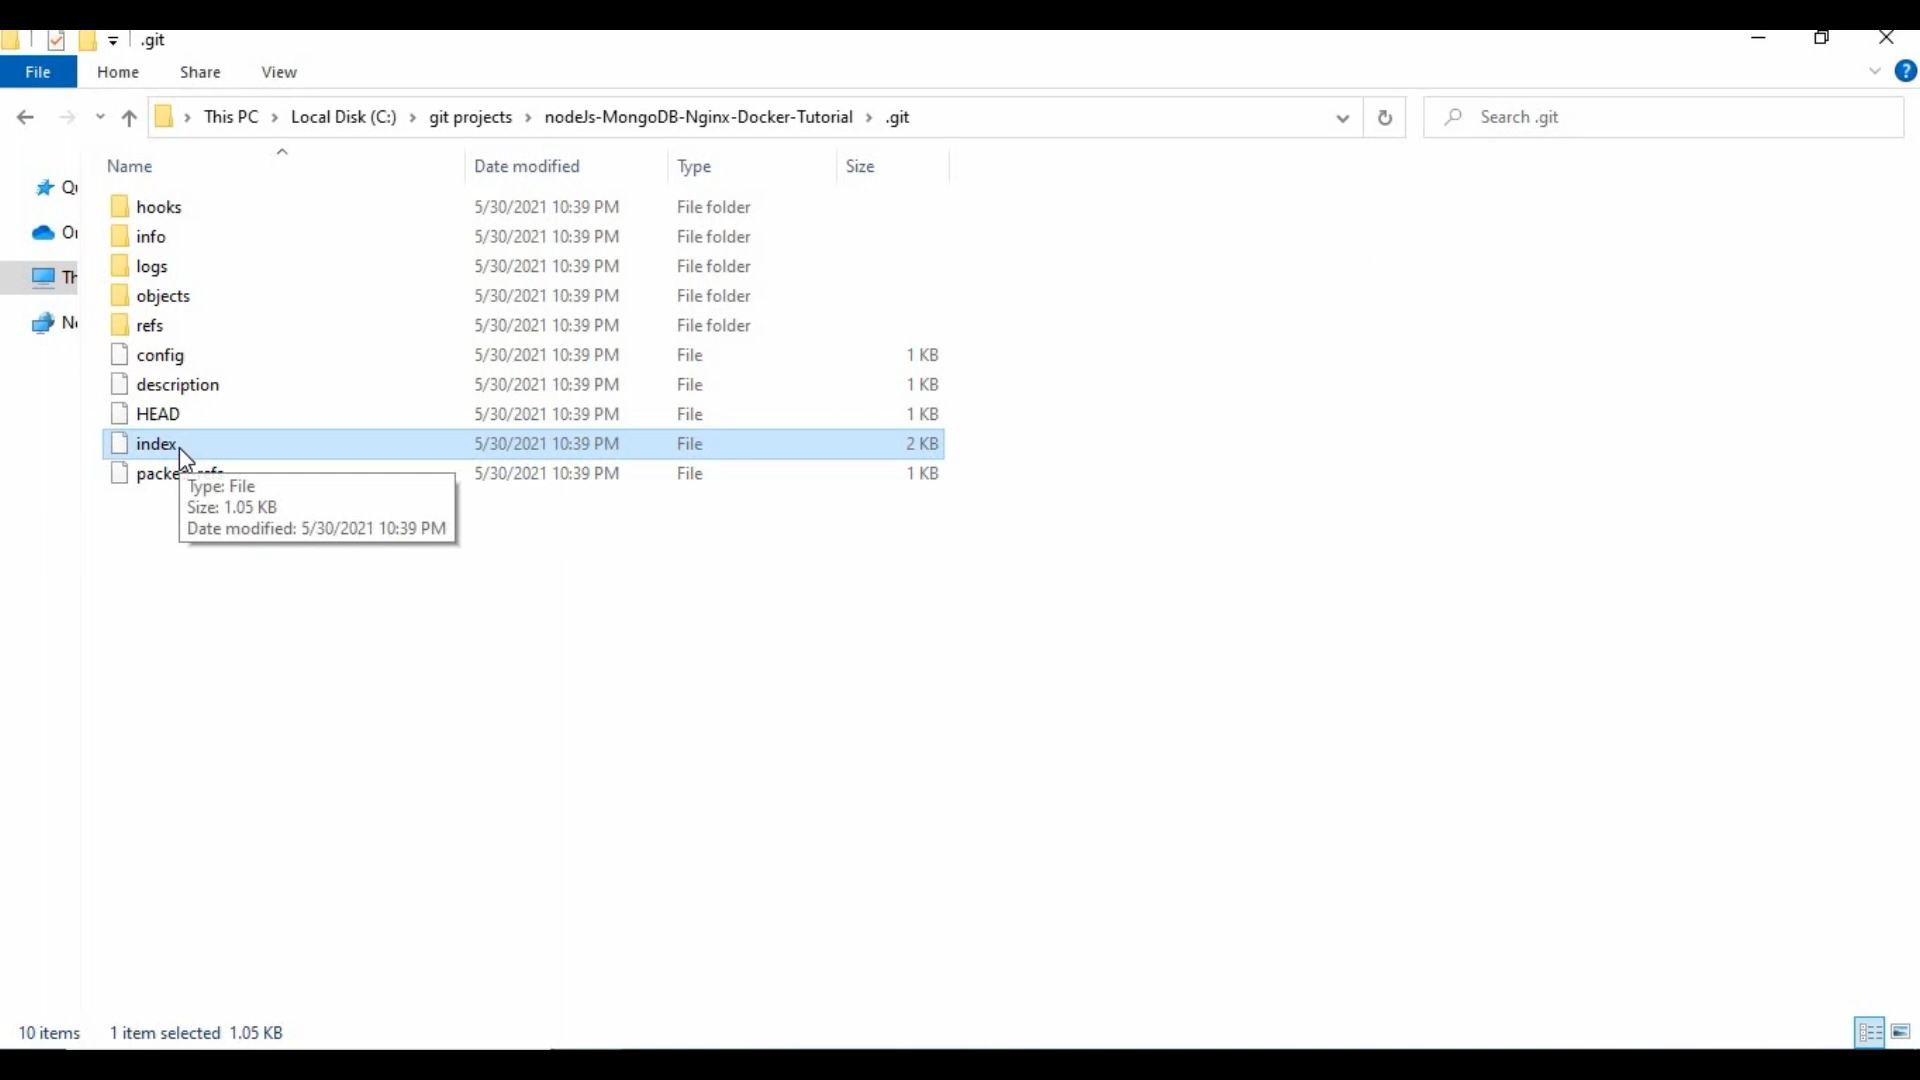 .git
File Home Share View
This PC Local Disk (C:) git projects nodeJs-MongoDB-Nginx-Docker-Tutorial .git
Search .git
Name Date modified Type Size
hooks 5/30/2021 10:39 PM File folder
info 5/30/2021 10:39 PM File folder
logs 5/30/2021 10:39 PM File folder
objects 5/30/2021 10:39 PM File folder
refs 5/30/2021 10:39 PM File folder
config 5/30/2021 10:39 PM File 1 KB
description 5/30/2021 10:39 PM File 1 KB
HEAD 5/30/2021 10:39 PM File 1 KB
index 5/30/2021 10:39 PM File 2 KB
5/30/2021 10:39 PM File 1 KB
Type: File
Size: 1.05 KB
Date modified: 5/30/2021 10:39 PM
10 items 1 item selected 1.05 KB